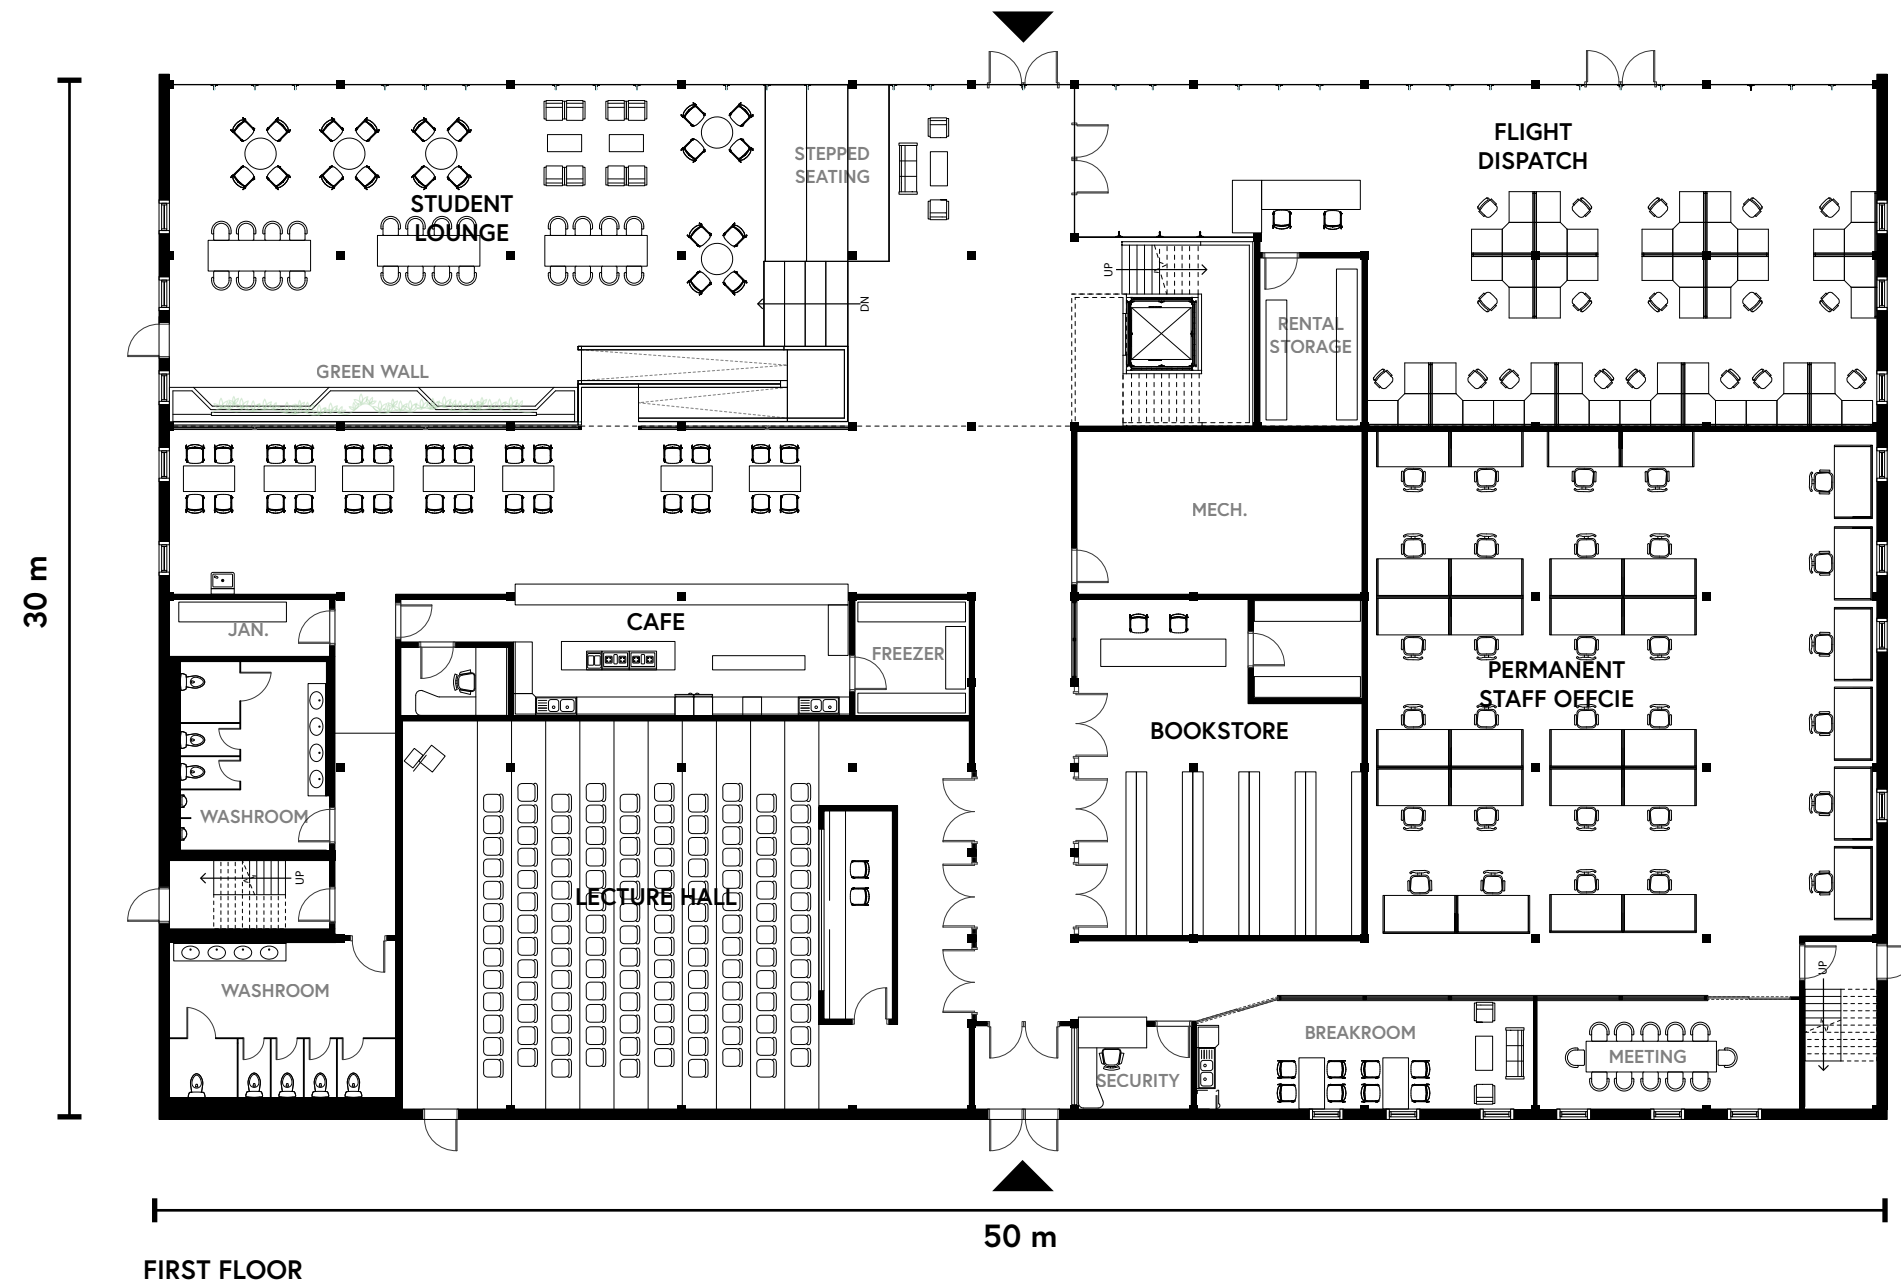 FLIGHT
DISPATCH
STEPPED
SEATING
STUDENT
LOUNGE
UP
DN
RENTAL
STORAGE
GREEN WALL
MECH.
30 m
CAFE
JAN.
FREEZER
PERMANENT
STAFF OFFCIE
BOOKSTORE
WASHROOM
UP
LECTURE HALL
UP
WASHROOM
BREAKROOM
MEETING
SECURITY
50 m
FIRST FLOOR